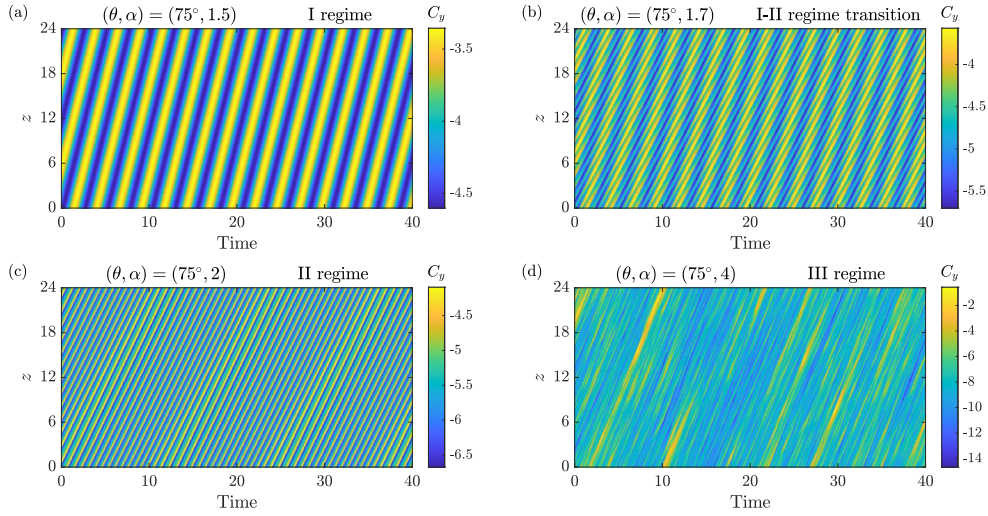 (a) (θ, α) = (75°, 1.5) I regime C_y
24
18
12
6
0
z
0 10 20 30 40
Time
-3.5
-4
-4.5
(b) (θ, α) = (75°, 1.7) I-II regime transition C_y
24
18
12
6
0
z
0 10 20 30 40
Time
-4
-4.5
-5
-5.5
(c) (θ, α) = (75°, 2) II regime C_y
24
18
12
6
0
z
0 10 20 30 40
Time
-4.5
-5
-5.5
-6
-6.5
(d) (θ, α) = (75°, 4) III regime C_y
24
18
12
6
0
z
0 10 20 30 40
Time
-2
-4
-6
-8
-10
-12
-14